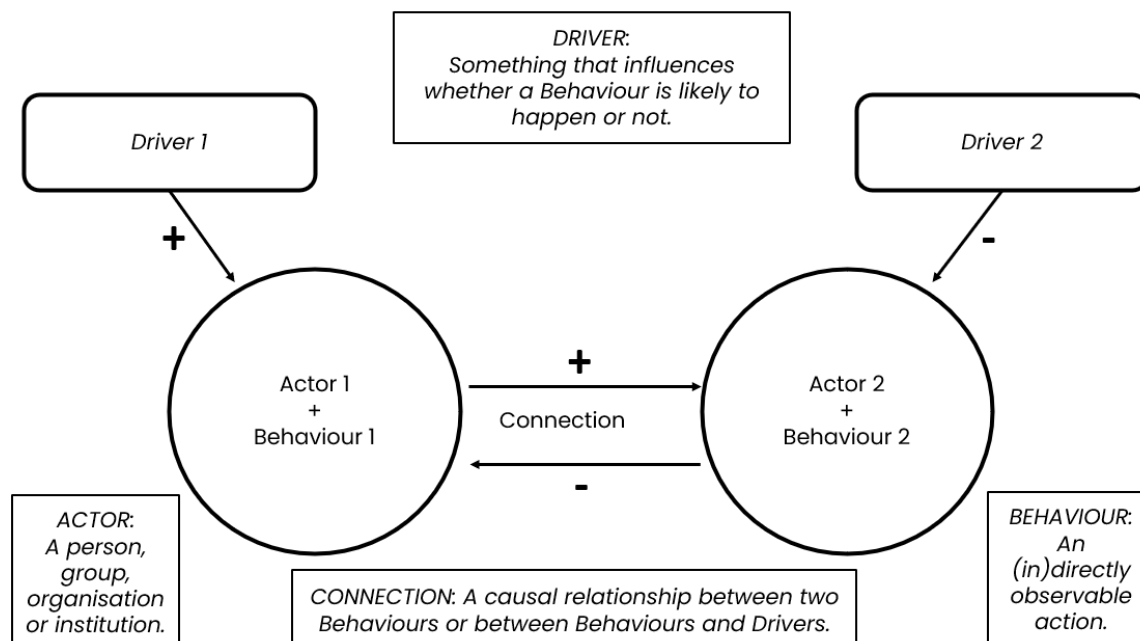 DRIVER:
Something that influences
whether a Behaviour is likely to
happen or not.
Driver 1
Driver 2
+
-
Actor 1
+
Behaviour 1
+
Connection
-
Actor 2
+
Behaviour 2
ACTOR:
A person,
group,
organisation
or institution.
CONNECTION: A causal relationship between two
Behaviours or between Behaviours and Drivers.
BEHAVIOUR:
An
(in)directly
observable
action.